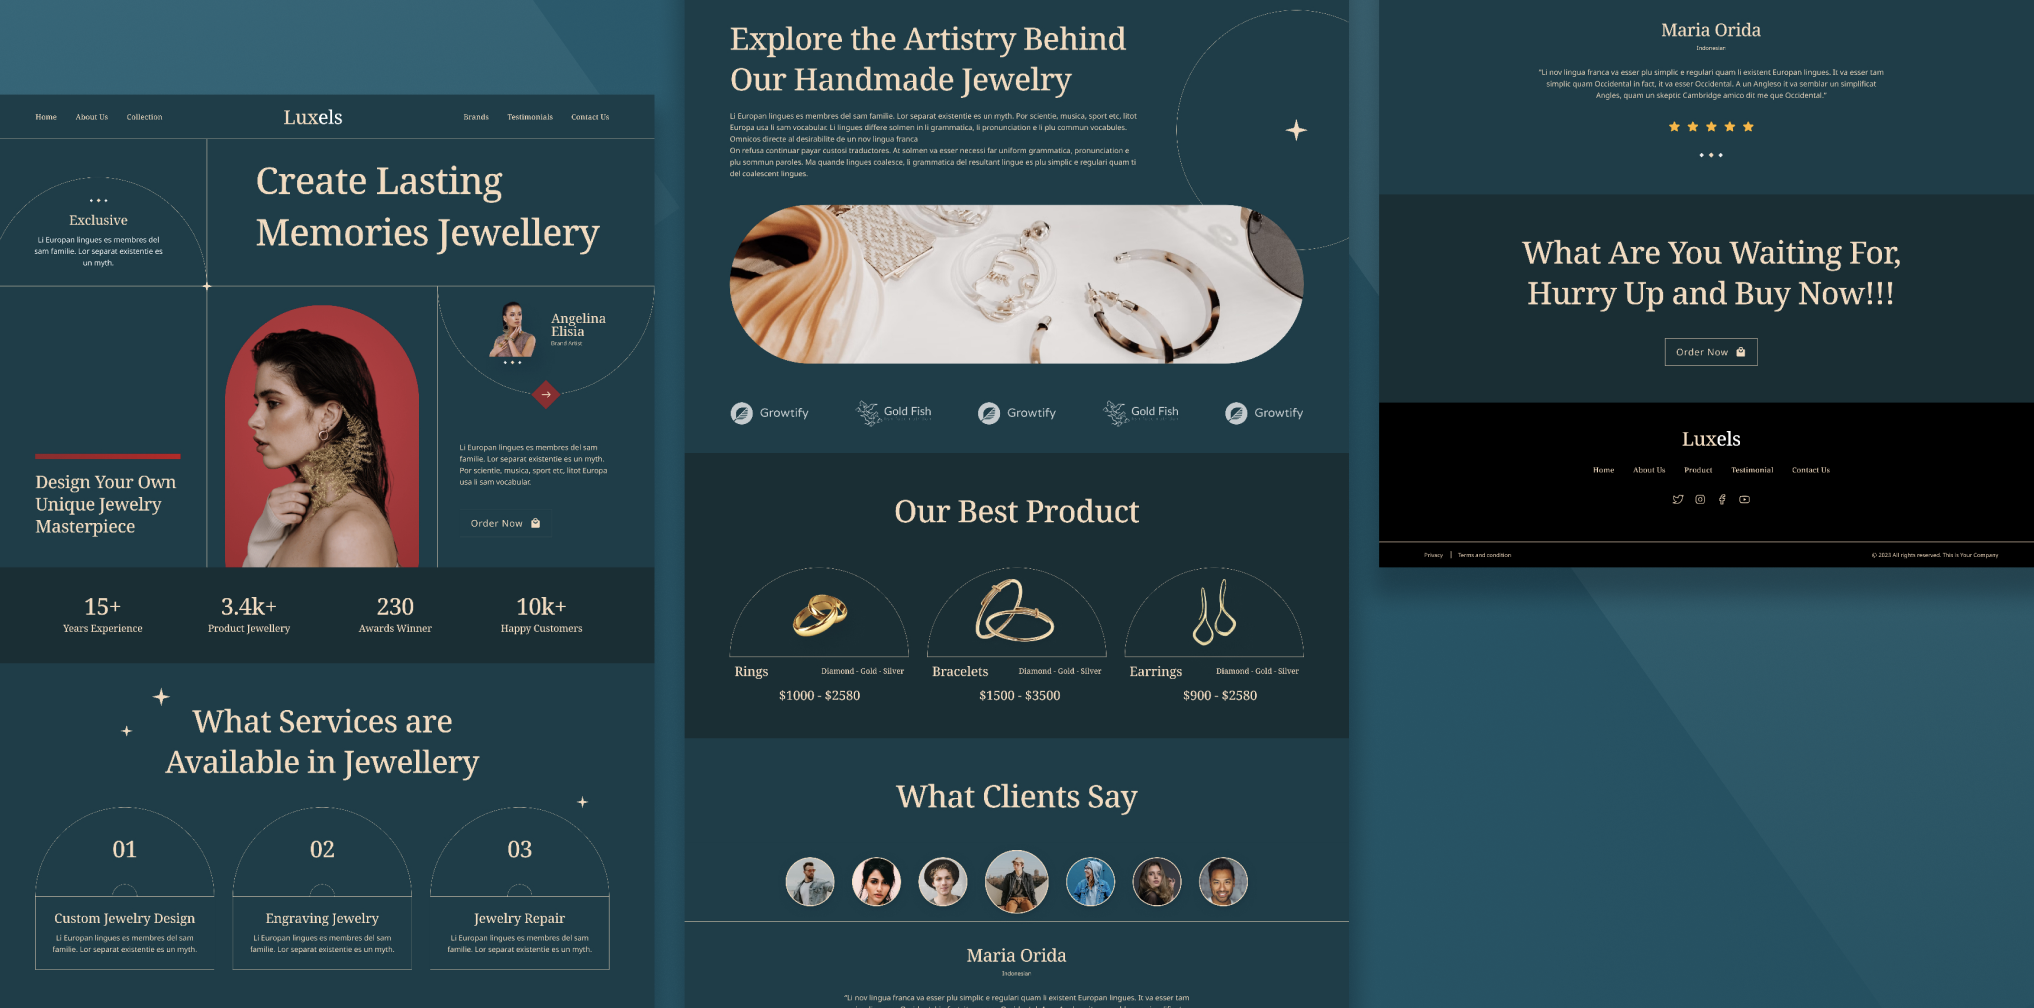 Home
About Us
Collection
Luxels
Brands
Testimonials
Contact Us
Create Lasting
Memories Jewellery
Exclusive
Li Europan lingues es membres del
sam familie. Lor separat existentie es
un myth.
Angelina
Elisia
Brand Artist
Design Your Own
Unique Jewelry
Masterpiece
Li Europan lingues es membres del sam
familie. Lor separat existentie es un myth.
Por scientie, musica, sport etc, litot Europa
usa li sam vocabular.
Order Now
15+
Years Experience
3.4k+
Product Jewellery
230
Awards Winner
10k+
Happy Customers
What Services are
Available in Jewellery
01
Custom Jewelry Design
Li Europan lingues es membres del sam
familie. Lor separat existentie es un myth.
02
Engraving Jewelry
Li Europan lingues es membres del sam
familie. Lor separat existentie es un myth.
03
Jewelry Repair
Li Europan lingues es membres del sam
familie. Lor separat existentie es un myth.
Explore the Artistry Behind
Our Handmade Jewelry
Li Europan lingues es membres del sam familie. Lor separat existentie es un myth. Por scientie, musica, sport etc, litot
Europa usa li sam vocabular. Li lingues differe solmen in li grammatica, li pronunciation e li plu commun vocabules.
Omnicos directe al desirabilite de un nov lingua franca
On refusa continuar payar custosi traductores. At solmen va esser necessi far uniform grammatica, pronunciation e
plu sommun paroles. Ma quande lingues coalesce, li grammatica del resultant lingue es plu simplic e regulari quam ti
del coalescent lingues.
Growtify
Gold Fish
Growtify
Gold Fish
Growtify
Our Best Product
Rings
Diamond - Gold - Silver
$1000 - $2580
Bracelets
Diamond - Gold - Silver
$1500 - $3500
Earrings
Diamond - Gold - Silver
$900 - $2580
What Clients Say
Maria Orida
Indonesian
"Li nov lingua franca va esser plu simplic e regulari quam li existent Europan lingues. It va esser tam
Maria Orida
Indonesian
"Li nov lingua franca va esser plu simplic e regulari quam li existent Europan lingues. It va esser tam
simplic quam Occidental in fact, it va esser Occidental. A un Angleso it va semblar un simplificat
Angles, quam un skeptic Cambridge amico dit me que Occidental."
What Are You Waiting For,
Hurry Up and Buy Now!!!
Order Now
Luxels
Home
About Us
Product
Testimonial
Contact Us
Privacy
Terms and condition
© 2023 All rights reserved. This is Your Company